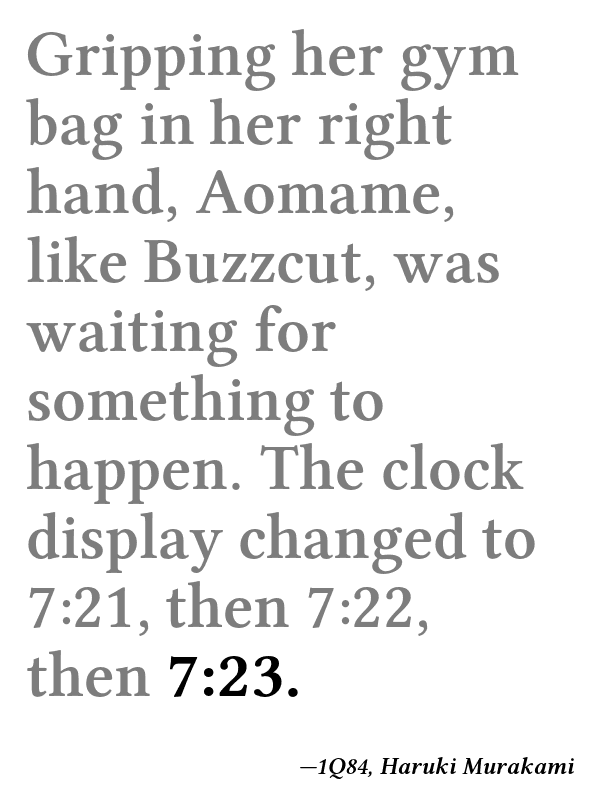 Gripping her gym
bag in her right
hand, Aomame,
like Buzzcut, was
waiting for
something to
happen. The clock
display changed to
7:21, then 7:22,
then 7:23.
—1Q84, Haruki Murakami